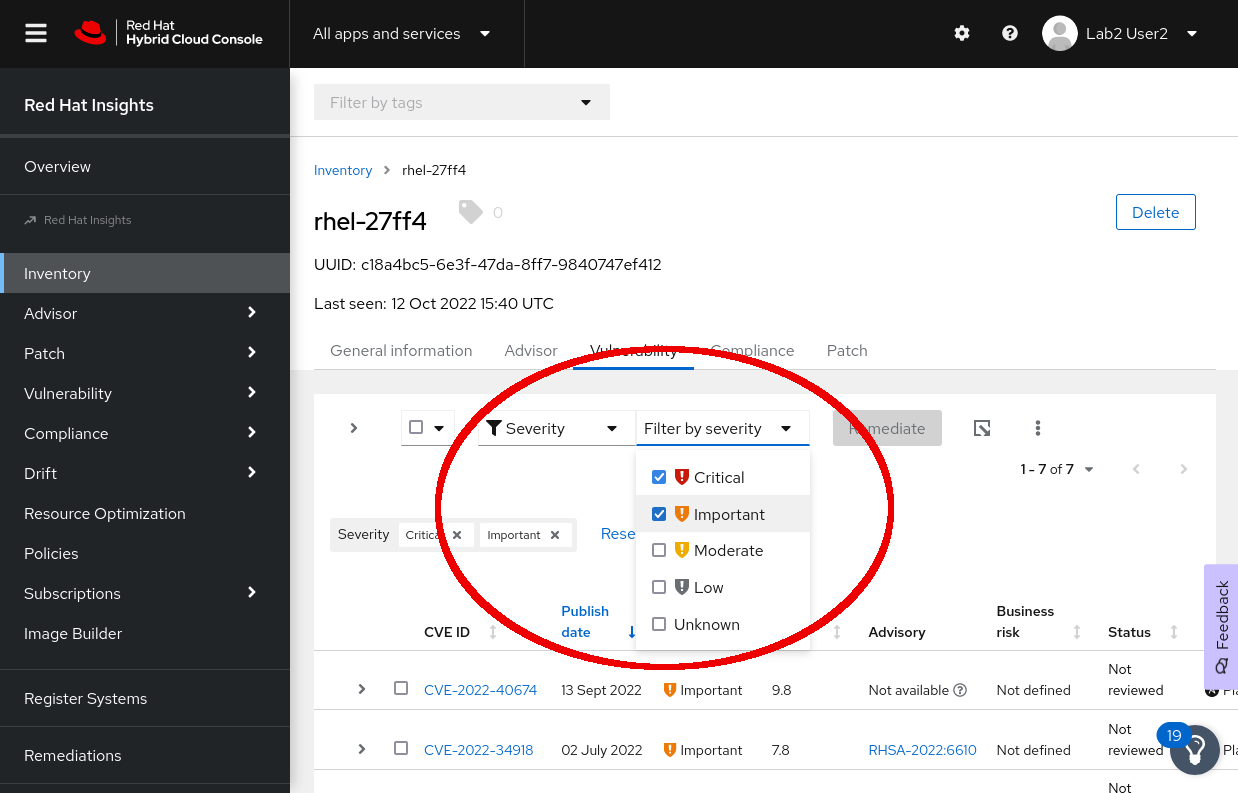 Red Hat
Hybrid Cloud Console
All apps and services
Lab2 User2
Red Hat Insights
Overview
Red Hat Insights
Inventory
Advisor
Patch
Vulnerability
Compliance
Drift
Resource Optimization
Policies
Subscriptions
Image Builder
Register Systems
Remediations
Filter by tags
Inventory > rhel-27ff4
rhel-27ff4
0
Delete
UUID: c18a4bc5-6e3f-47da-8ff7-9840747ef412
Last seen: 12 Oct 2022 15:40 UTC
General information Advisor Vulnerability Compliance Patch
Severity Filter by severity Remediate
1 - 7 of 7
Critical
Important
Moderate
Low
Unknown
Severity Critical Important Rese
CVE ID Publish date Advisory Business risk Status
CVE-2022-40674 13 Sept 2022 Important 9.8 Not available Not defined Not reviewed
CVE-2022-34918 02 July 2022 Important 7.8 RHSA-2022:6610 Not defined Not reviewed
Not
Feedback
19